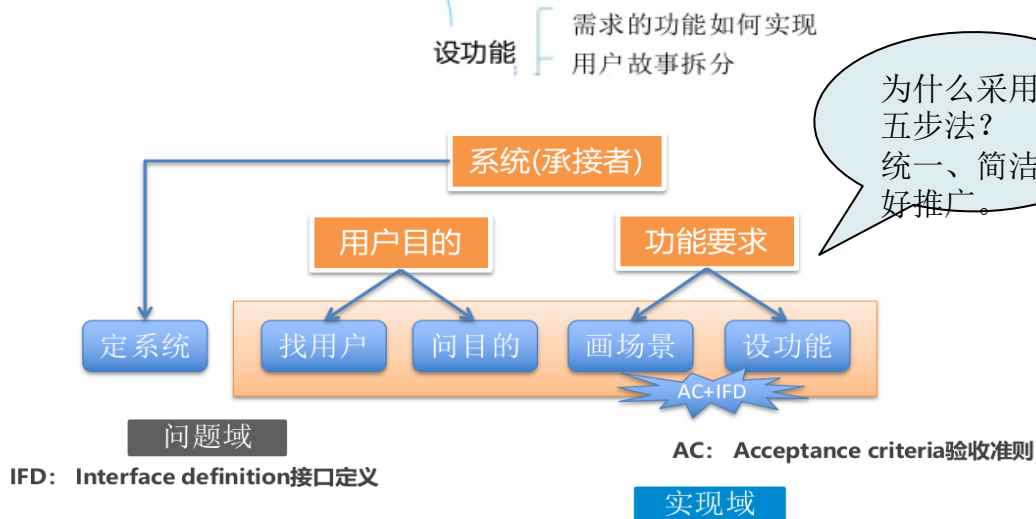 需求的功能如何实现
设功能
用户故事拆分
为什么采用
五步法？
统一、简洁
好推广。
系统(承接者)
用户目的
功能要求
定系统
找用户
问目的
画场景
设功能
AC+IFD
问题域
AC： Acceptance criteria验收准则
IFD： Interface definition接口定义
实现域